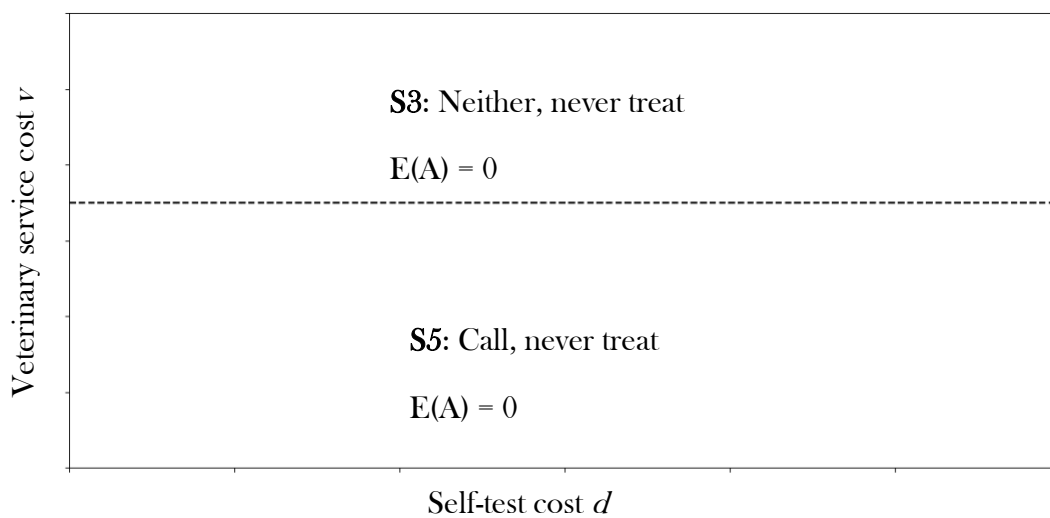 Veterinary service cost v
S3: Neither, never treat
E(A) = 0
S5: Call, never treat
E(A) = 0
Self-test cost d